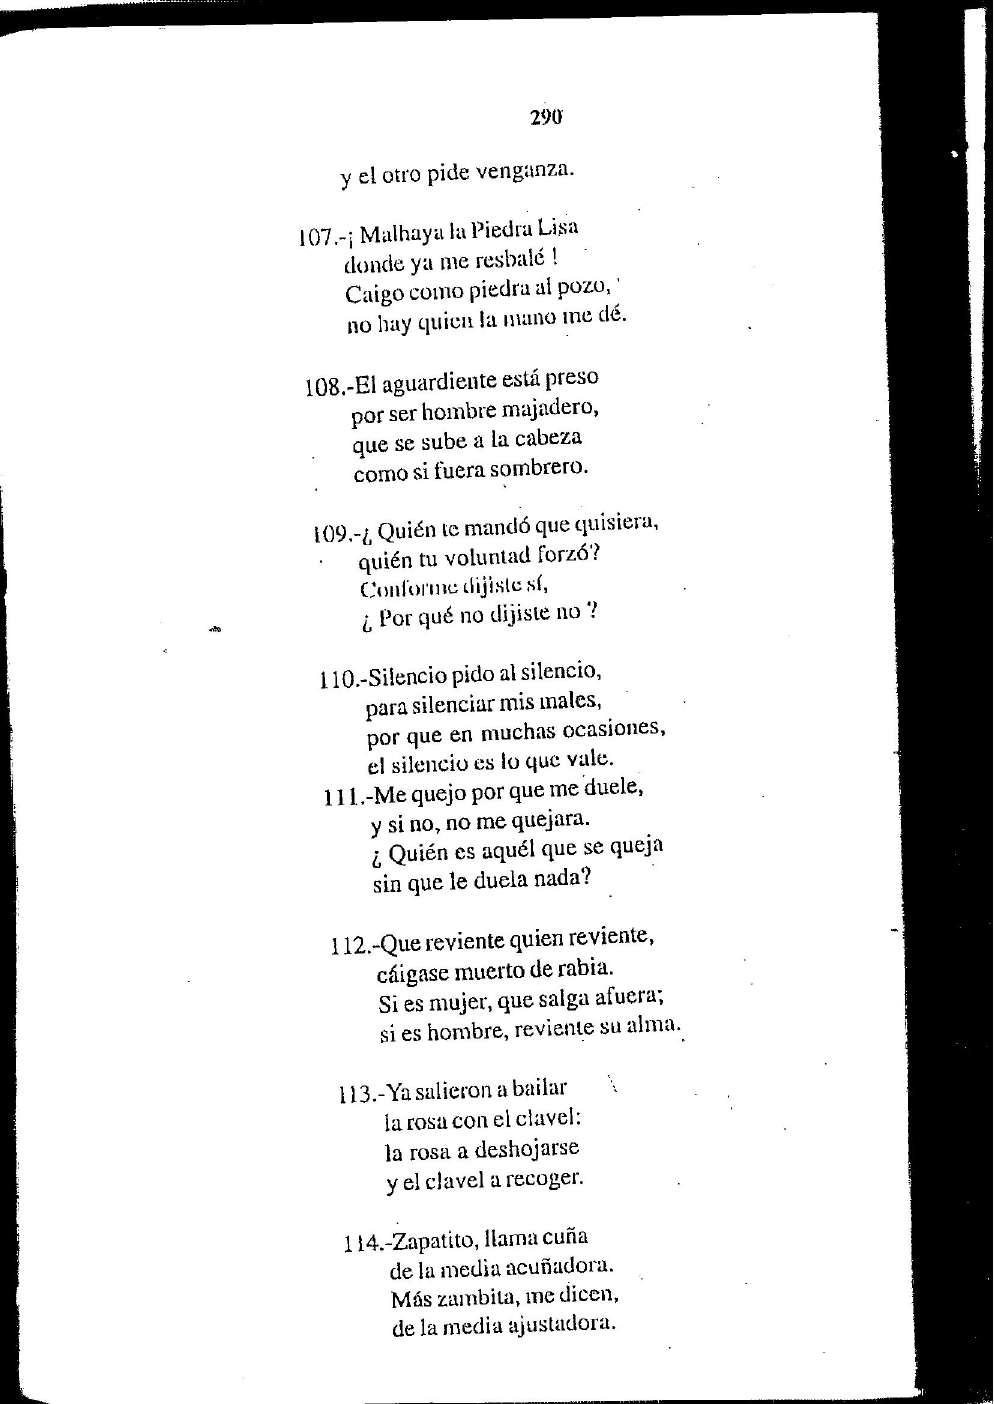 290
y el otro pide venganza.
107.-¡ Malhaya la Piedra Lisa
donde ya me resbalé !
Caigo como piedra al pozo,
no hay quien la mano me dé.
108.-El aguardiente está preso
por ser hombre majadero,
que se sube a la cabeza
como si fuera sombrero.
109.-¿ Quién te mandó que quisiera,
quién tu voluntad forzó?
Conforme dijiste sí,
¿ Por qué no dijiste no ?
110.-Silencio pido al silencio,
para silenciar mis males,
por que en muchas ocasiones,
el silencio es lo que vale.
111.-Me quejo por que me duele,
y si no, no me quejara.
¿ Quién es aquél que se queja
sin que le duela nada?
112.-Que reviente quien reviente,
cáigase muerto de rabia.
Si es mujer, que salga afuera;
si es hombre, reviente su alma.
113.-Ya salieron a bailar
la rosa con el clavel:
la rosa a deshojarse
y el clavel a recoger.
114.-Zapatito, llama cuña
de la media acuñadora.
Más zambita, me dicen,
de la media ajustadora.